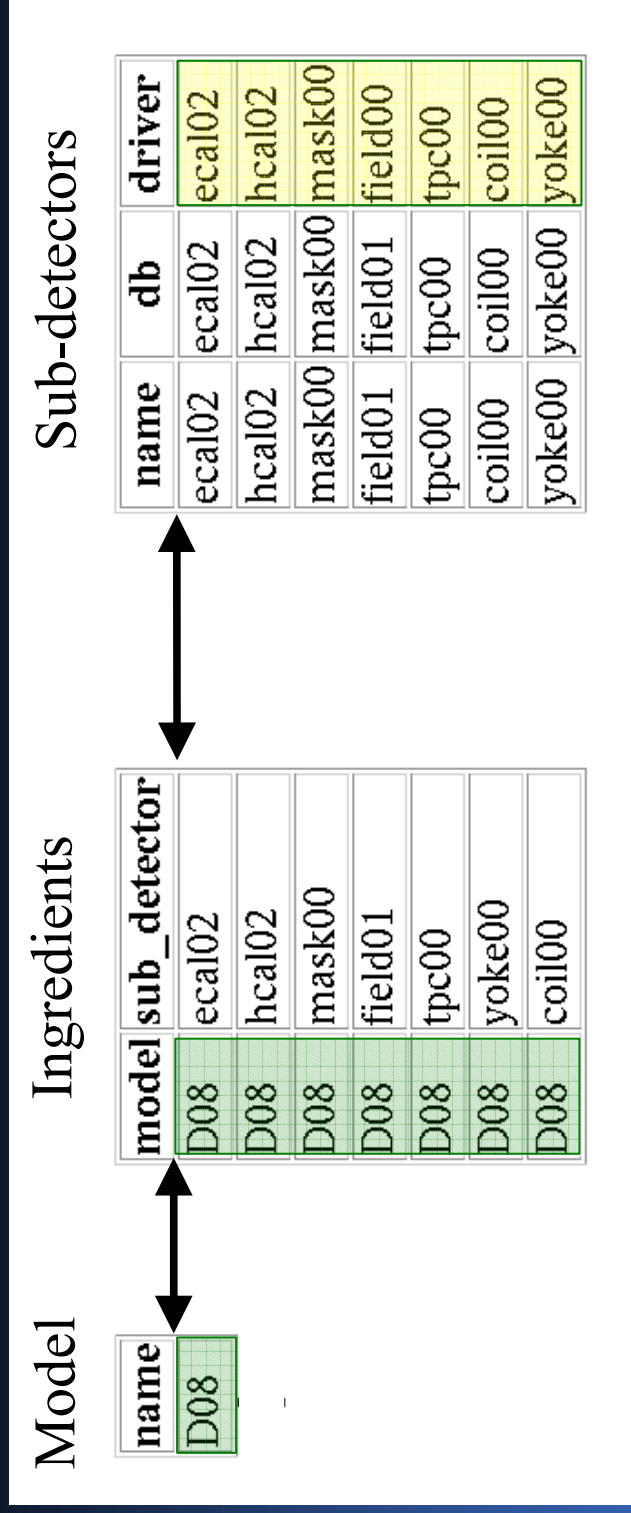 Model
name
D08
Ingredients
model sub_detector
D08 ecal02
D08 hcal02
D08 mask00
D08 field01
D08 tpc00
D08 yoke00
D08 coil00
Sub-detectors
name db driver
ecal02 ecal02 ecal02
hcal02 hcal02 hcal02
mask00 mask00 mask00
field01 field01 field00
tpc00 tpc00 tpc00
coil00 coil00 coil00
yoke00 yoke00 yoke00